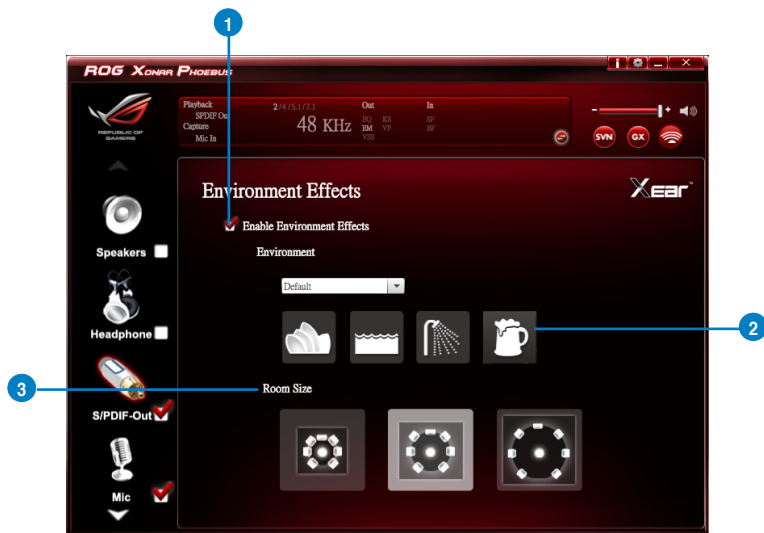 1
ROG XONAR PHOEBUS
i
REPUBLIC OF
GAMERS
Playback
SPDIF Out
Capture
Mic In
2/4/5.1/7.1
48 KHz
Out
EQ KS
EM VP
VSS
In
SF
BF
- +
SVN GX
Environment Effects
Xear™
Enable Environment Effects
Environment
Default
2
3
Room Size
Speakers
Headphone
S/PDIF-Out
Mic